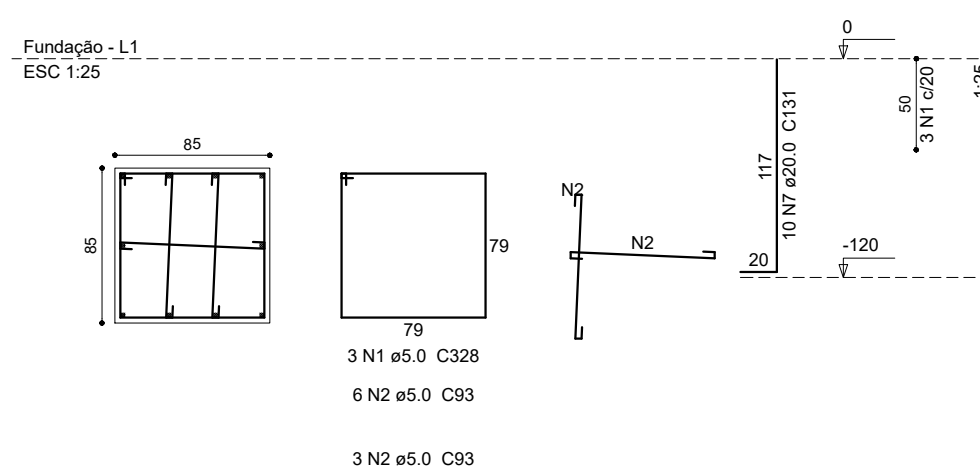 Fundação - L1
ESC 1:25
0
1:25
85
85
79
79
3 N1 ø5.0 C328
6 N2 ø5.0 C93
3 N2 ø5.0 C93
N2
N2
117
10 N7 ø20.0 C131
20
-120
50
3 N1 c/20